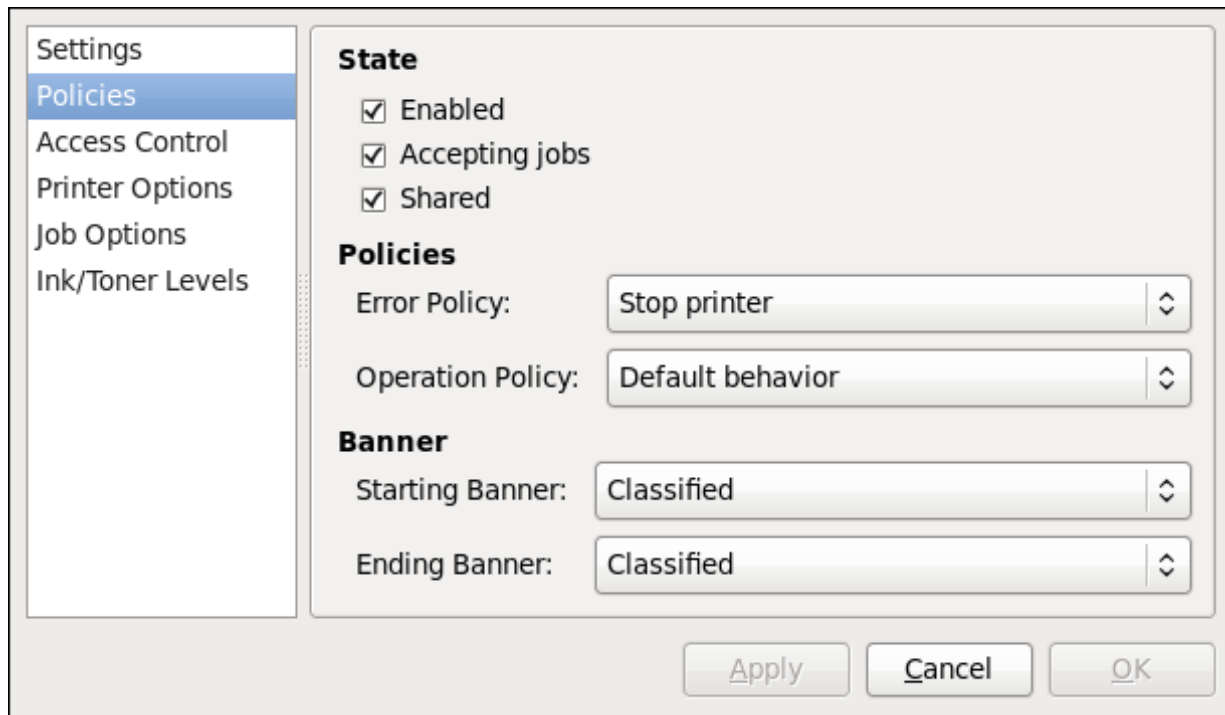 Settings
Policies
Access Control
Printer Options
Job Options
Ink/Toner Levels
State
Enabled
Accepting jobs
Shared
Policies
Error Policy: Stop printer
Operation Policy: Default behavior
Banner
Starting Banner: Classified
Ending Banner: Classified
Apply Cancel OK